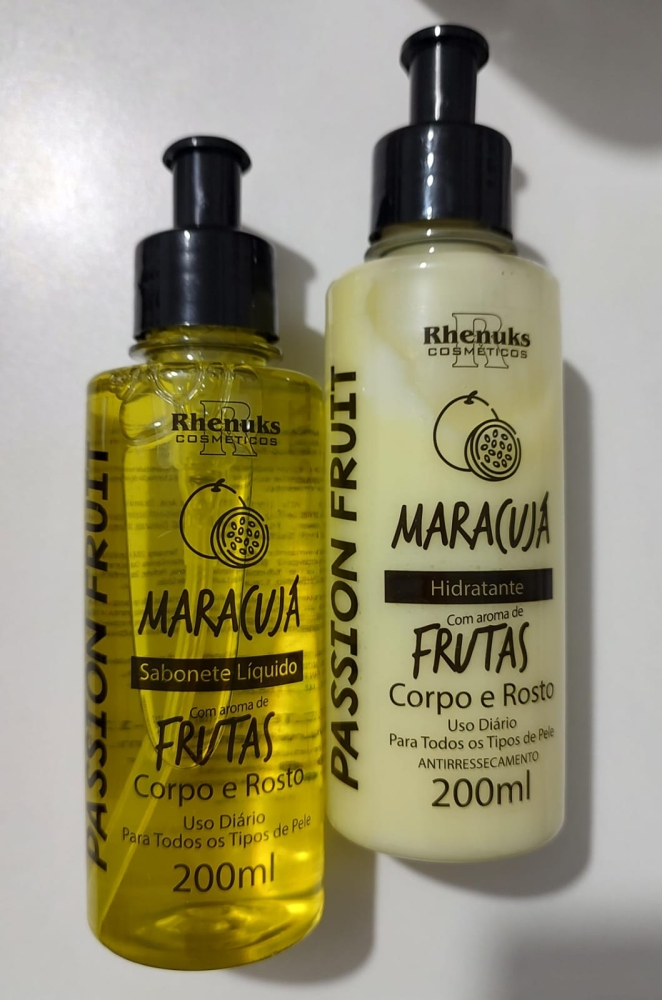 PASSION FRUIT
R
Rhenuks
COSMÉTICOS
MARACUJÁ
Sabonete Líquido
Com aroma de
FRUTAS
Corpo e Rosto
Uso Diário
Para Todos os Tipos de Pele
200ml
PASSION FRUIT
R
Rhenuks
COSMÉTICOS
MARACUJÁ
Hidratante
Com aroma de
FRUTAS
Corpo e Rosto
Uso Diário
Para Todos os Tipos de Pele
ANTIRRESSECAMENTO
200ml